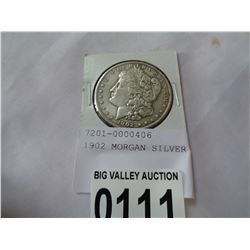 7201-0000406
1902 MORGAN SILVER
BIG VALLEY AUCTION
0111